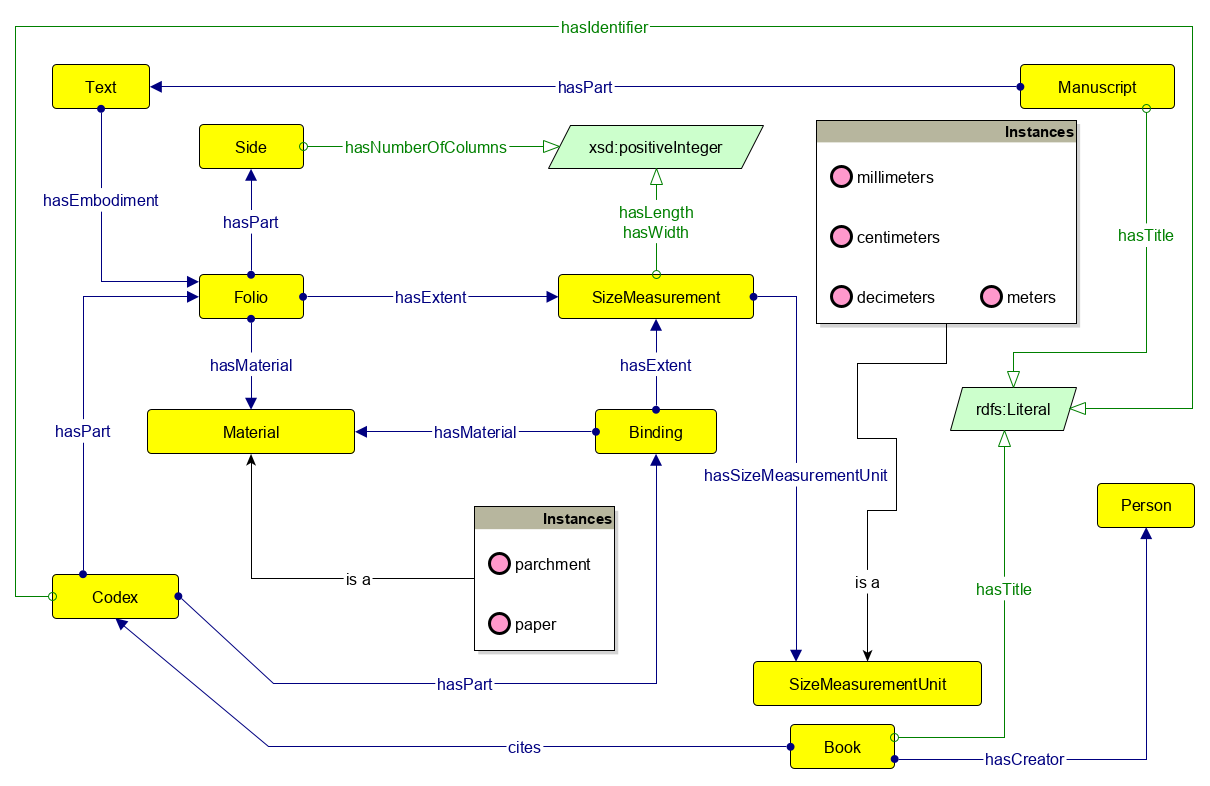 hasIdentifier
Text
hasPart
Manuscript
Side
hasNumberOfColumns
xsd:positiveInteger
Instances
millimeters
centimeters
decimeters
meters
hasEmbodiment
hasPart
hasLength
hasWidth
hasTitle
Folio
hasExtent
SizeMeasurement
hasMaterial
hasExtent
rdfs:Literal
hasPart
Material
hasMaterial
Binding
hasSizeMeasurementUnit
Person
Instances
parchment
paper
is a
is a
hasTitle
Codex
hasPart
SizeMeasurementUnit
cites
Book
hasCreator